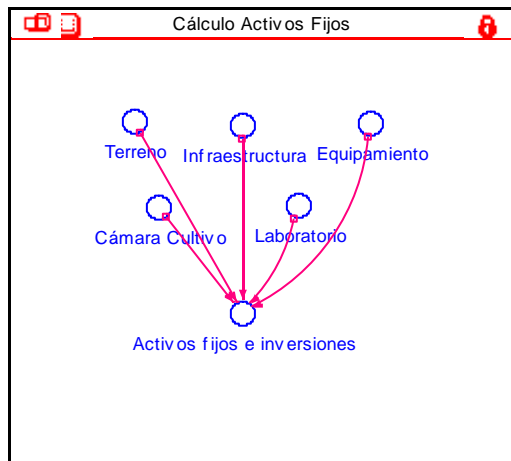 Cálculo Activos Fijos
Terreno
Infraestructura
Equipamiento
Cámara Cultivo
Laboratorio
Activos fijos e inversiones